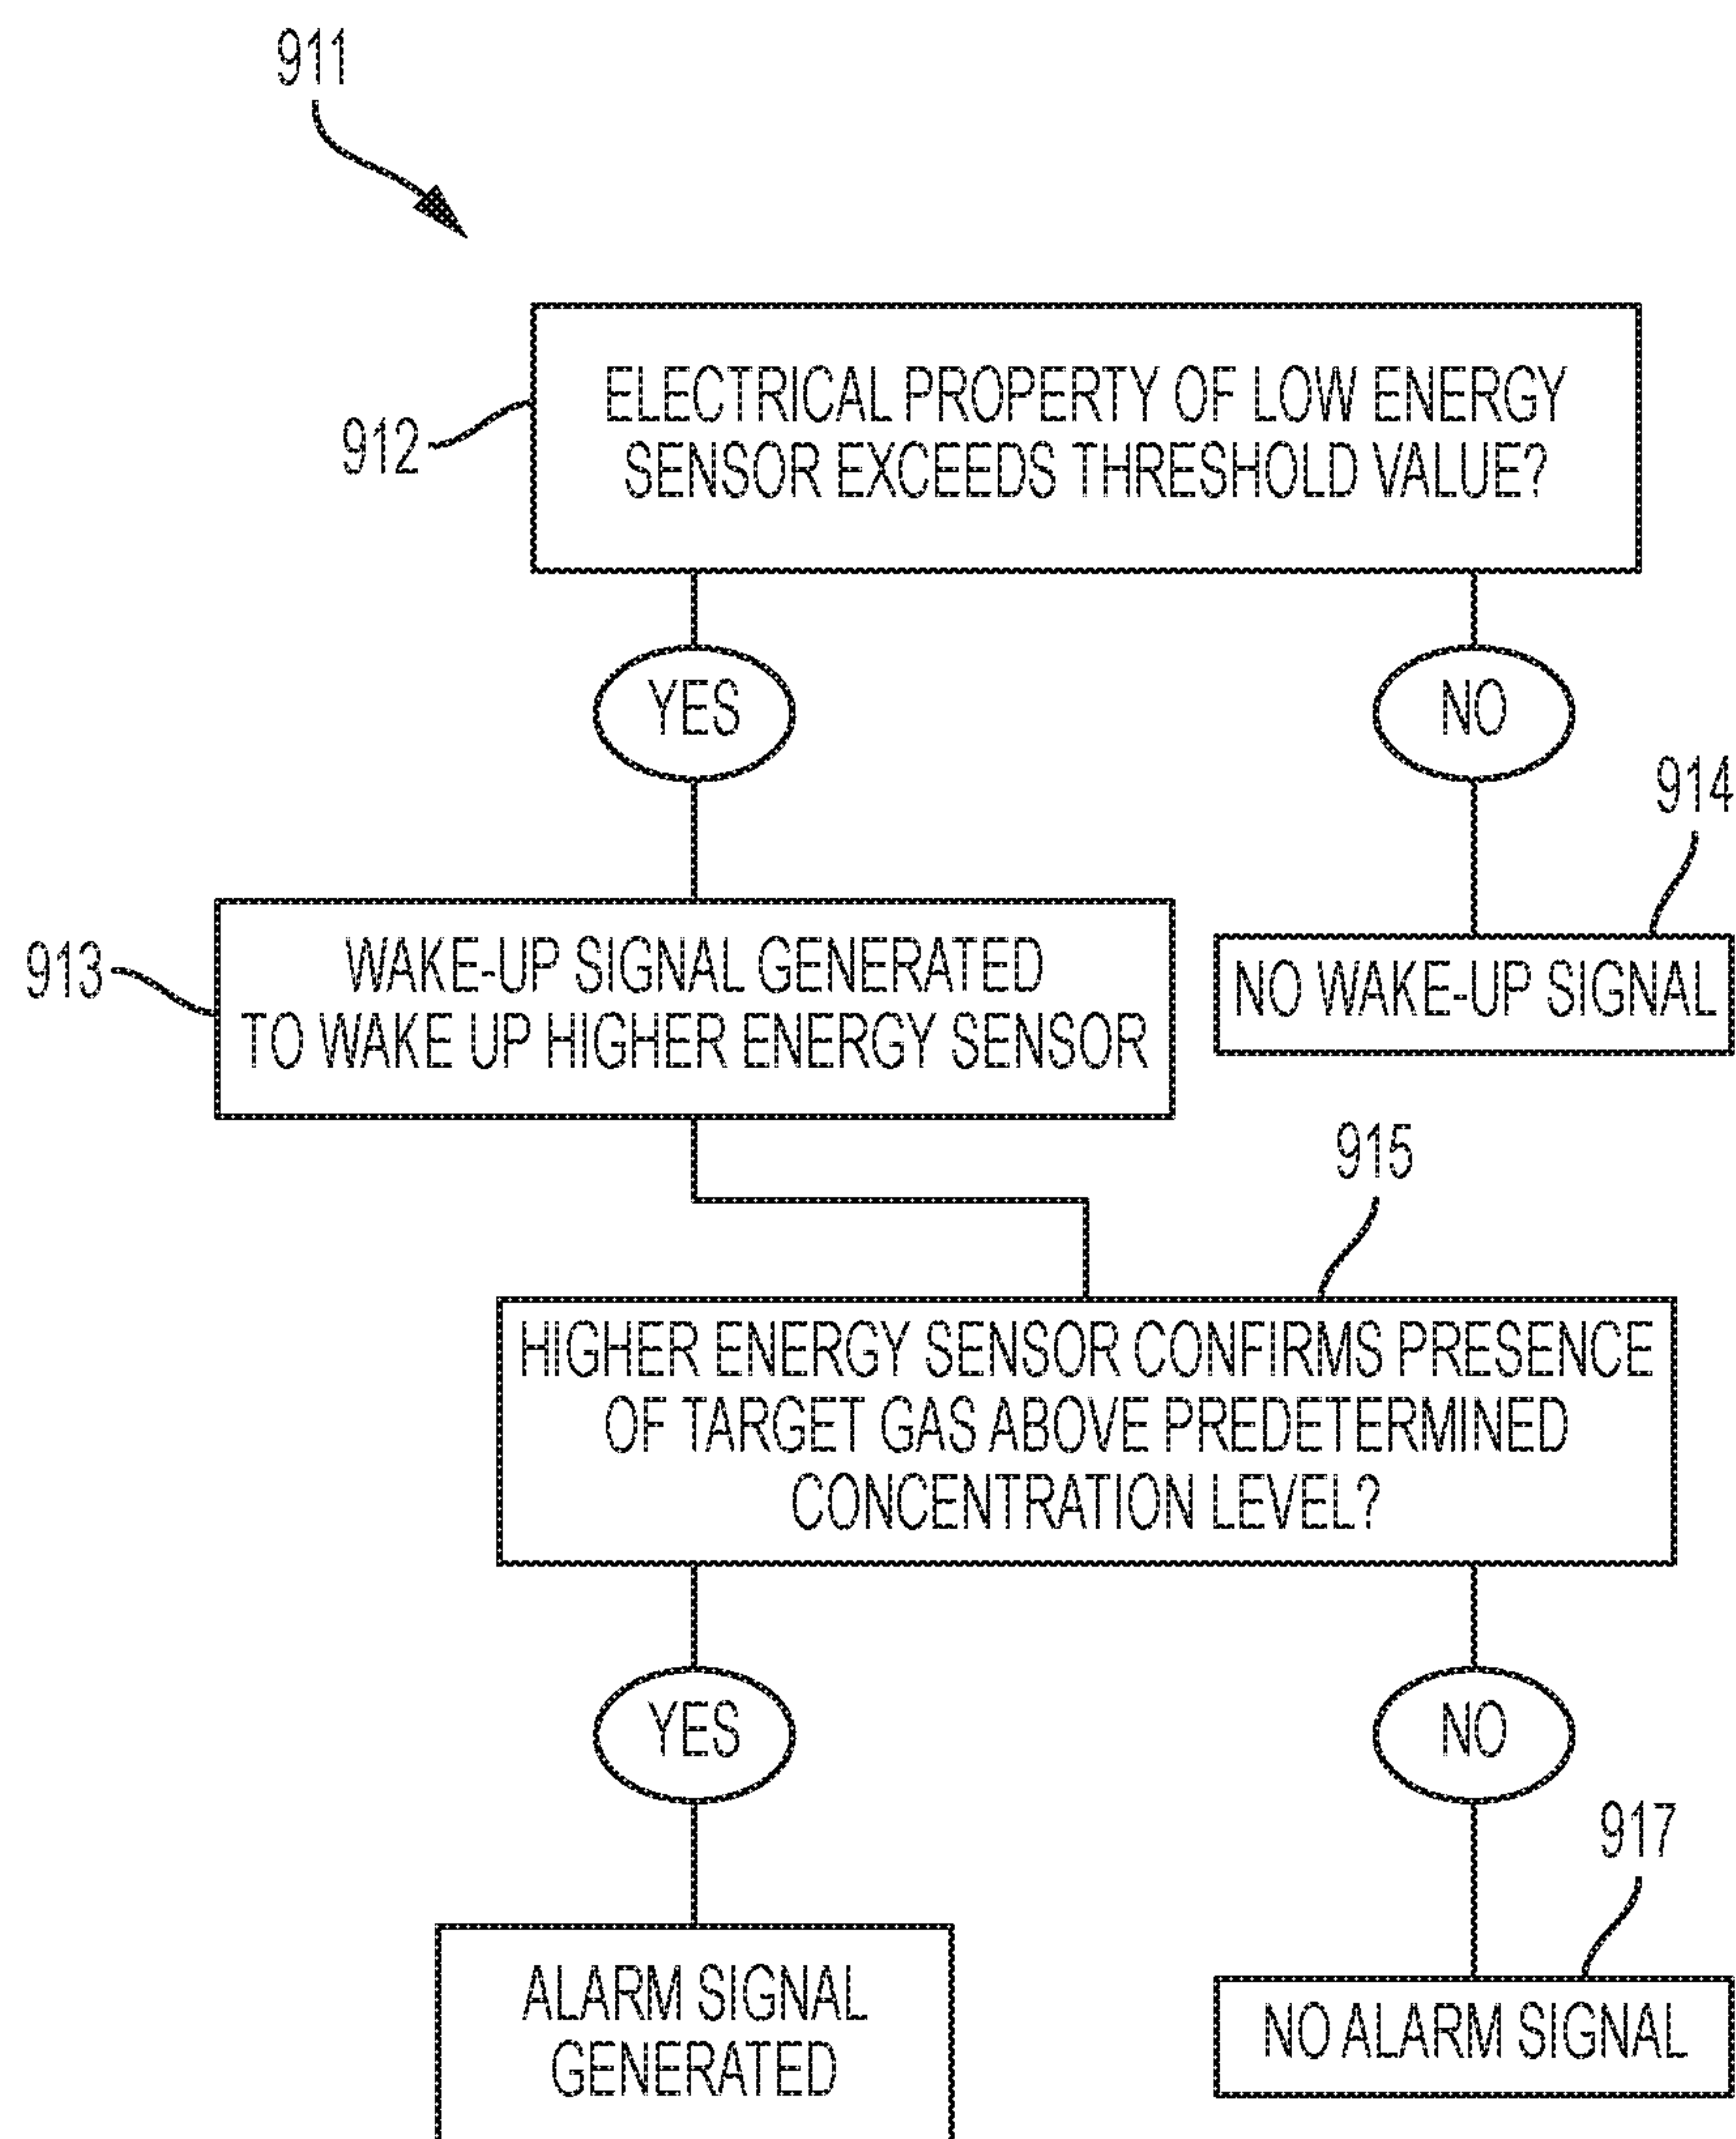 911
912
ELECTRICAL PROPERTY OF LOW ENERGY
SENSOR EXCEEDS THRESHOLD VALUE?
YES
NO
914
913
WAKE-UP SIGNAL GENERATED
TO WAKE UP HIGHER ENERGY SENSOR
NO WAKE-UP SIGNAL
915
HIGHER ENERGY SENSOR CONFIRMS PRESENCE
OF TARGET GAS ABOVE PREDETERMINED
CONCENTRATION LEVEL?
YES
NO
917
ALARM SIGNAL
GENERATED
NO ALARM SIGNAL